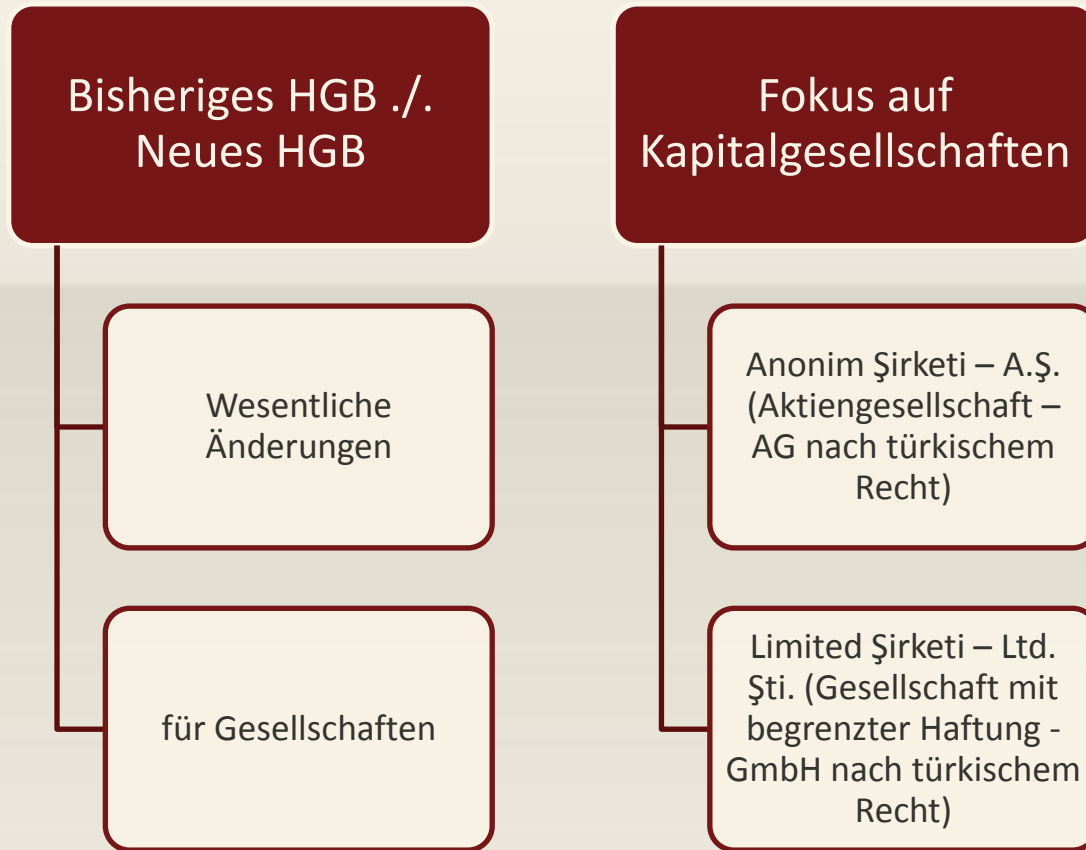 Bisheriges HGB ./.
Neues HGB
Wesentliche
Änderungen
für Gesellschaften
Fokus auf
Kapitalgesellschaften
Anonim Şirketi – A.Ş.
(Aktiengesellschaft –
AG nach türkischem
Recht)
Limited Şirketi – Ltd.
Şti. (Gesellschaft mit
begrenzter Haftung -
GmbH nach türkischem
Recht)